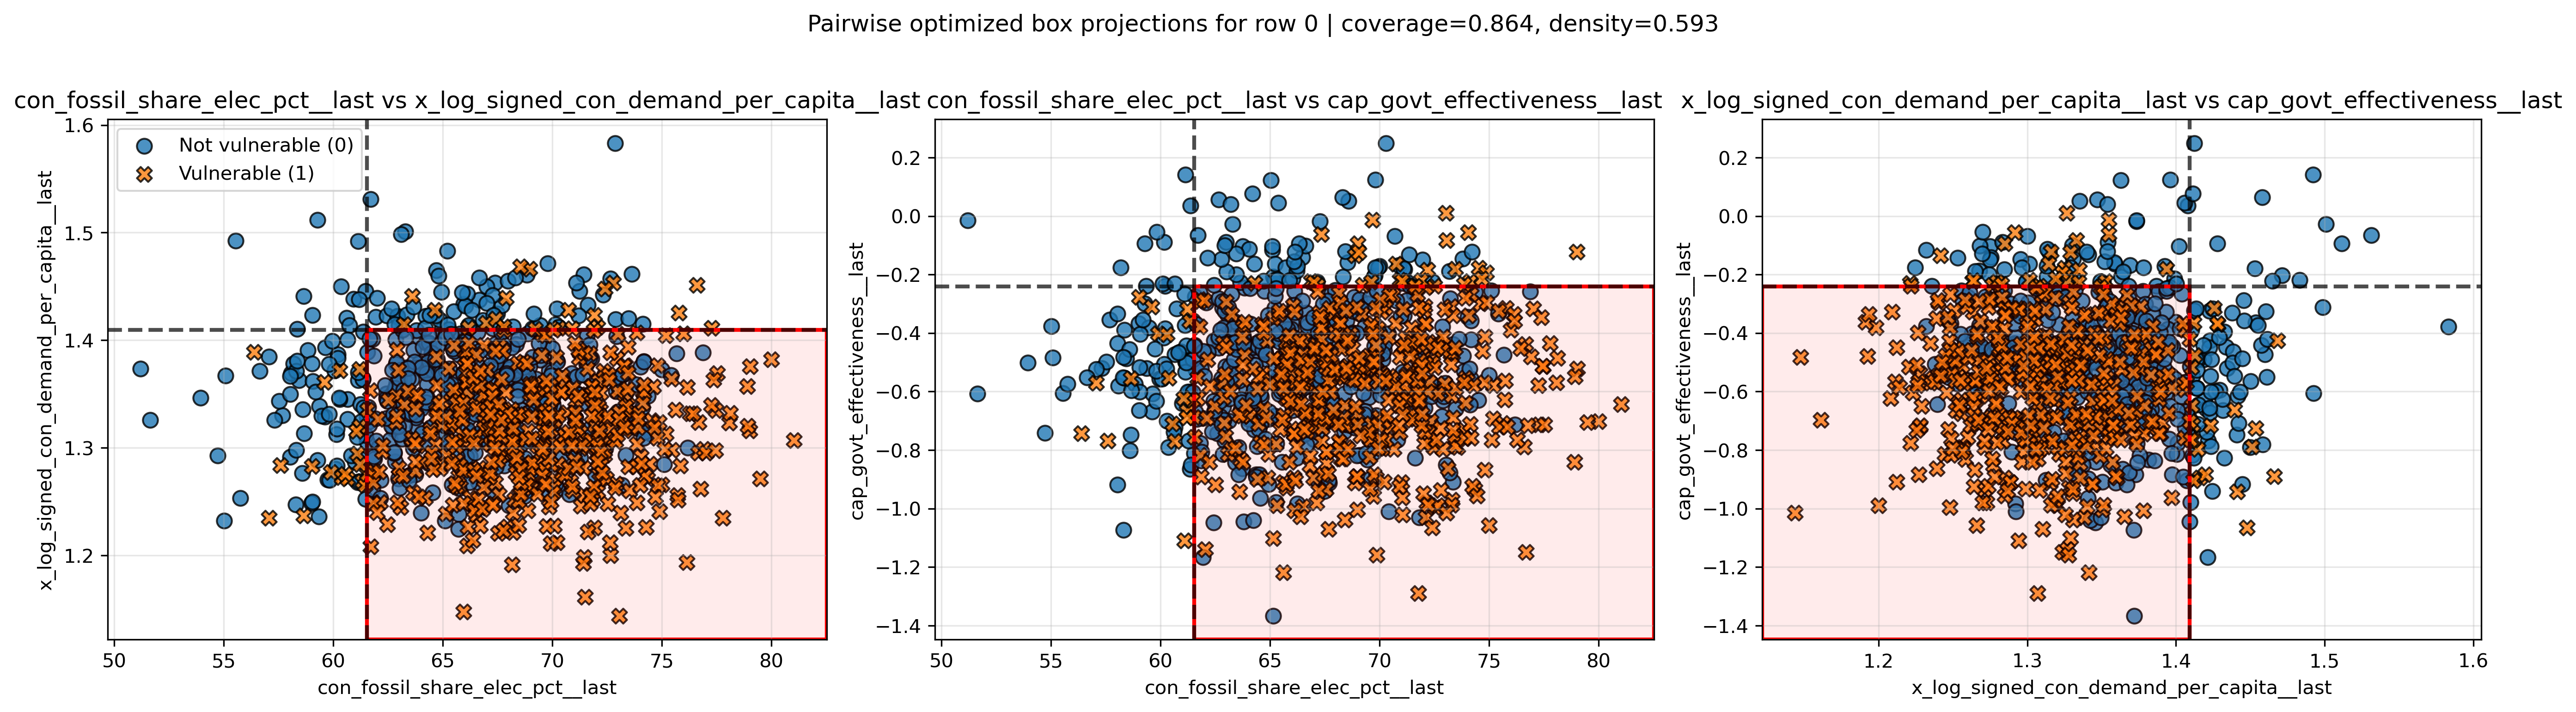 Pairwise optimized box projections for row 0 | coverage=0.864, density=0.593
con_fossil_share_elec_pct__last vs x_log_signed_con_demand_per_capita__last
Not vulnerable (0)
Vulnerable (1)
x_log_signed_con_demand_per_capita__last
1.6
1.5
1.4
1.3
1.2
50 55 60 65 70 75 80
con_fossil_share_elec_pct__last
con_fossil_share_elec_pct__last vs cap_govt_effectiveness__last
cap_govt_effectiveness__last
0.2
0.0
−0.2
−0.4
−0.6
−0.8
−1.0
−1.2
−1.4
50 55 60 65 70 75 80
con_fossil_share_elec_pct__last
x_log_signed_con_demand_per_capita__last vs cap_govt_effectiveness__last
cap_govt_effectiveness__last
0.2
0.0
−0.2
−0.4
−0.6
−0.8
−1.0
−1.2
−1.4
1.2 1.3 1.4 1.5 1.6
x_log_signed_con_demand_per_capita__last